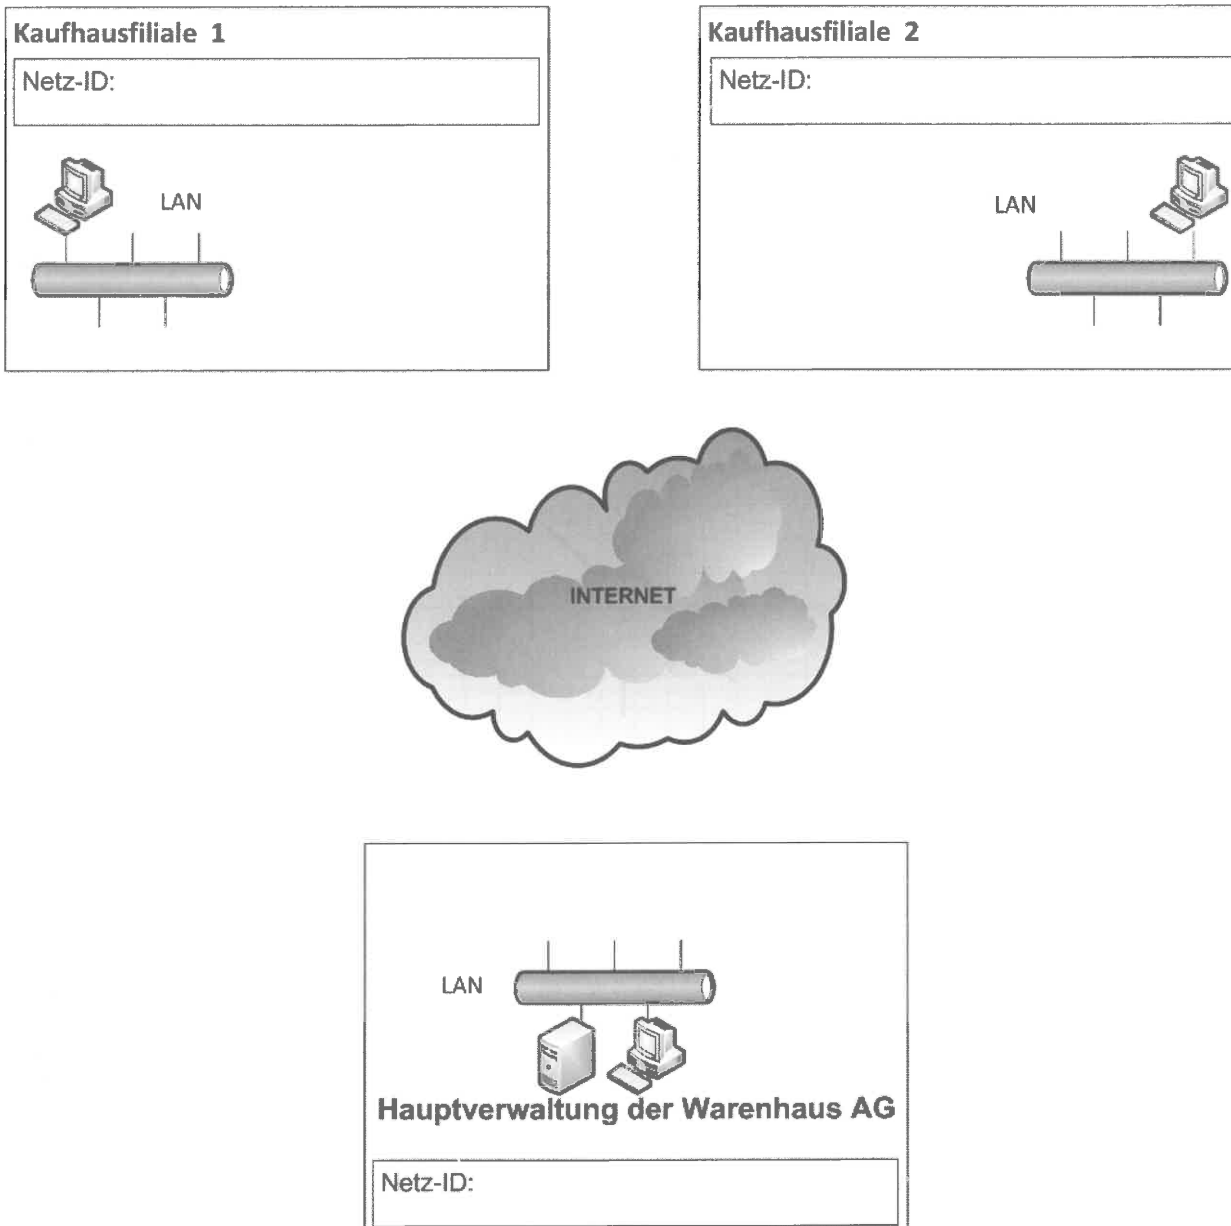 Kaufhausfiliale 1
Netz-ID:
LAN
Kaufhausfiliale 2
Netz-ID:
LAN
INTERNET
LAN
Hauptverwaltung der Warenhaus AG
Netz-ID: